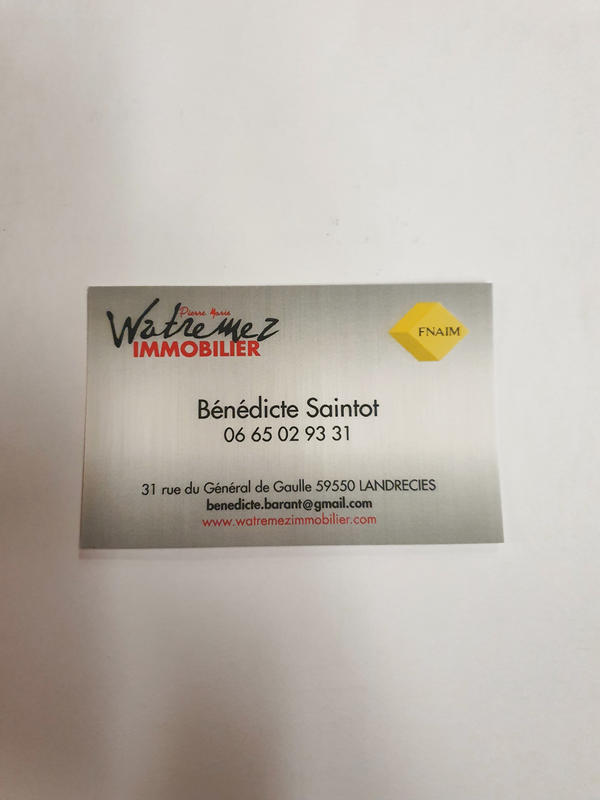 Pierre Marie
Watremez
IMMOBILIER
FNAIM
Bénédicte Saintot
06 65 02 93 31
31 rue du Général de Gaulle 59550 LANDRECIES
benedicte.barant@gmail.com
www.watremezimmobilier.com